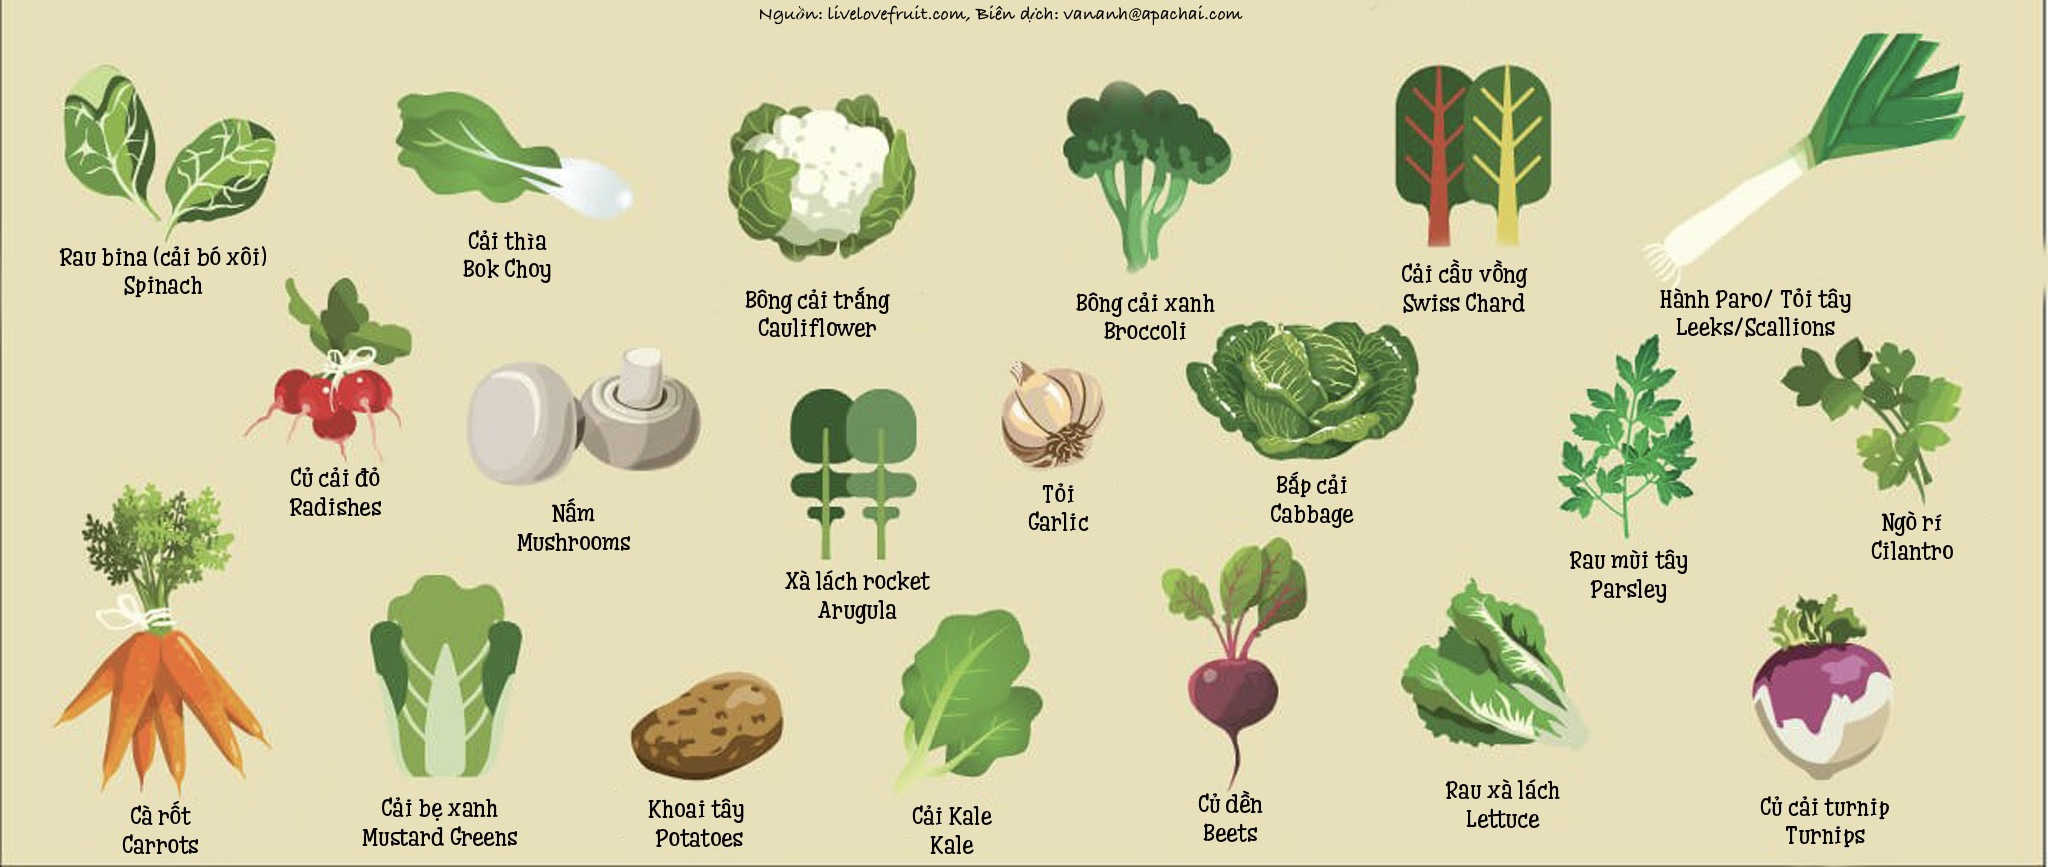 Nguồn: livelovefruit.com, Biên dịch: vananh@apachai.com
Rau bina (cải bó xôi)
Spinach
Cải thìa
Bok Choy
Bông cải trắng
Cauliflower
Bông cải xanh
Broccoli
Cải cầu vồng
Swiss Chard
Hành Paro/ Tỏi tây
Leeks/Scallions
Củ cải đỏ
Radishes
Nấm
Mushrooms
Xà lách rocket
Arugula
Tỏi
Garlic
Bắp cải
Cabbage
Rau mùi tây
Parsley
Ngò rí
Cilantro
Cà rốt
Carrots
Cải bẹ xanh
Mustard Greens
Khoai tây
Potatoes
Cải Kale
Kale
Củ dền
Beets
Rau xà lách
Lettuce
Củ cải turnip
Turnips